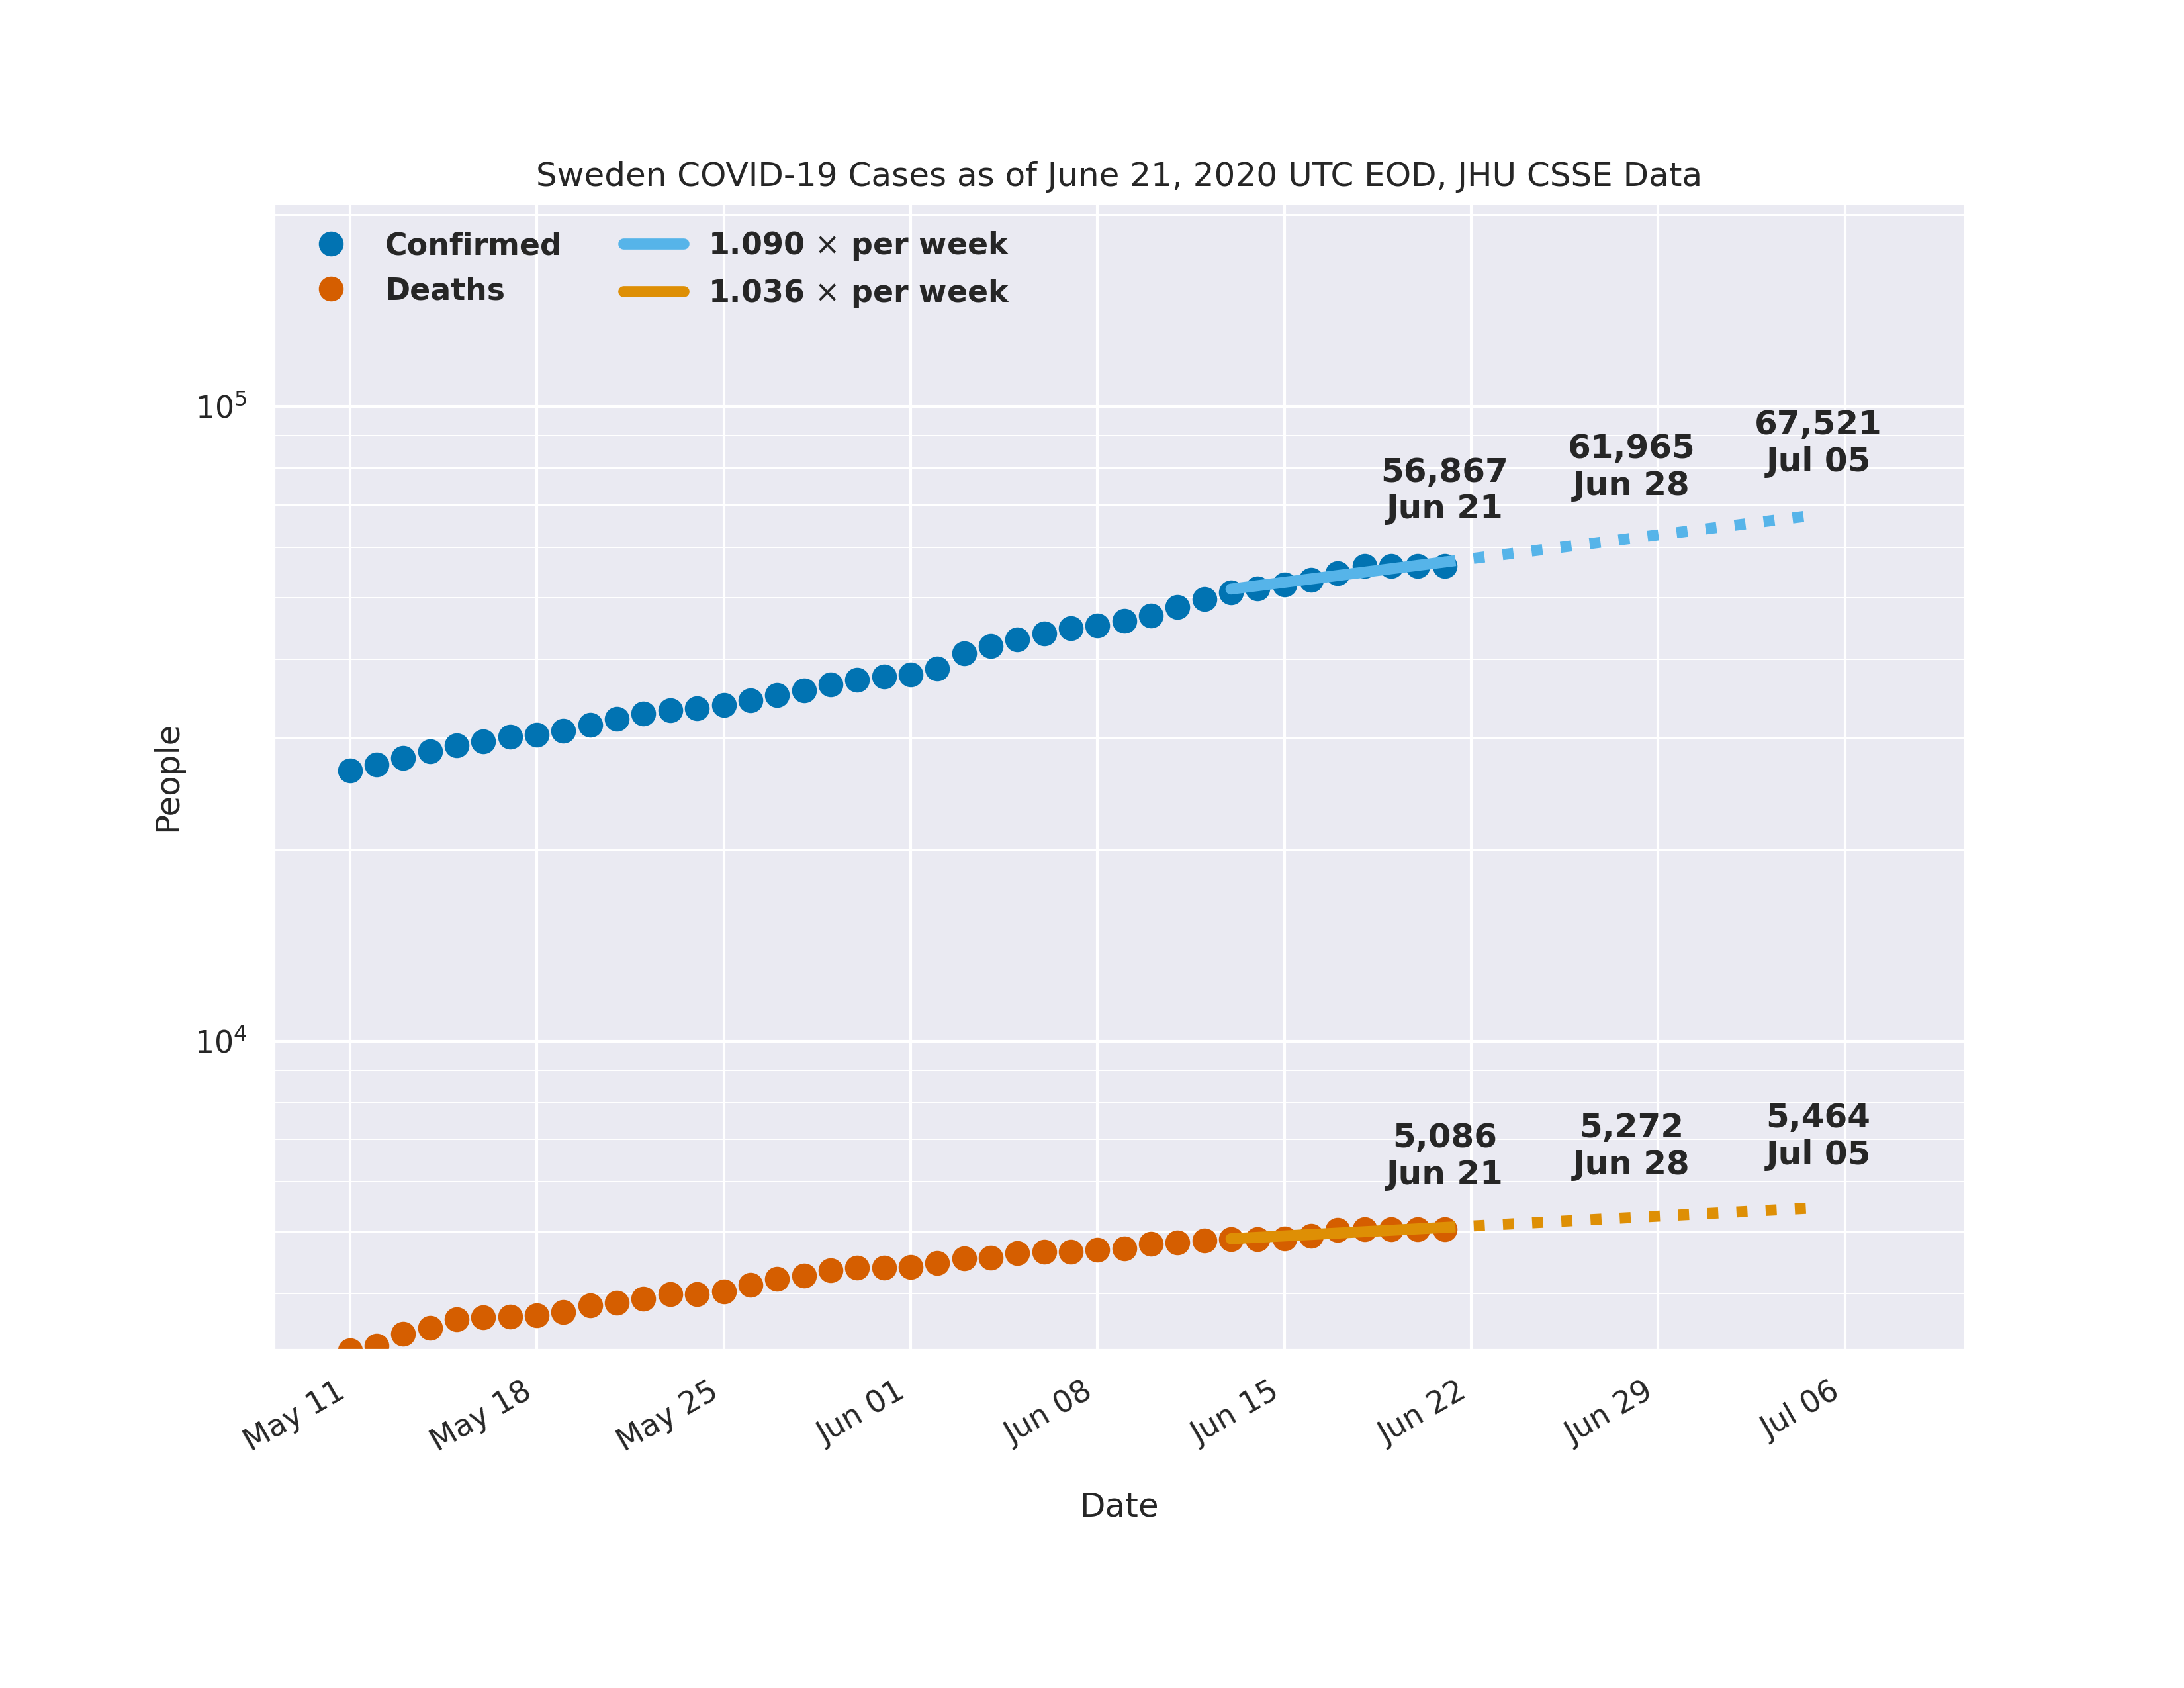 Sweden COVID-19 Cases as of June 21, 2020 UTC EOD, JHU CSSE Data
Confirmed
Deaths
1.090 × per week
1.036 × per week
10⁵
10⁴
People
67,521
Jul 05
61,965
Jun 28
56,867
Jun 21
5,086
Jun 21
5,272
Jun 28
5,464
Jul 05
May 11
May 18
May 25
Jun 01
Jun 08
Jun 15
Jun 22
Jun 29
Jul 06
Date